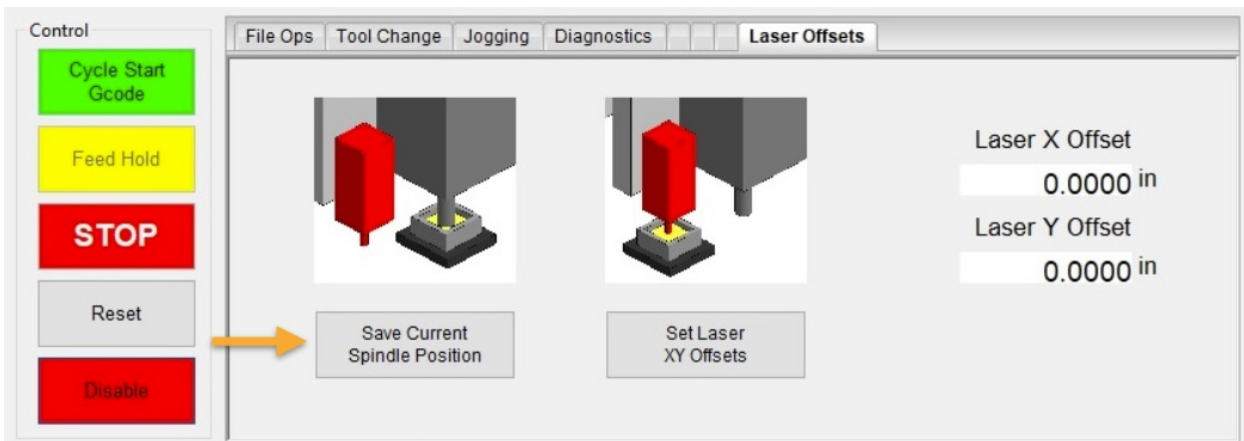 Control
Cycle Start
Gcode
Feed Hold
STOP
Reset
Disable
File Ops Tool Change Jogging Diagnostics Laser Offsets
Save Current
Spindle Position
Set Laser
XY Offsets
Laser X Offset
0.0000 in
Laser Y Offset
0.0000 in